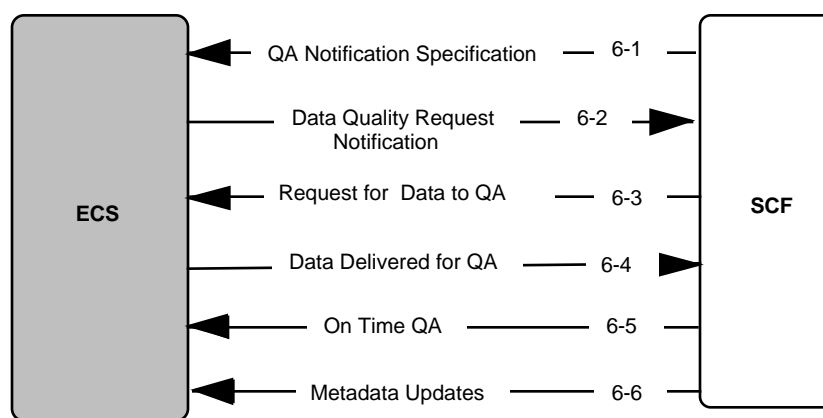 QA Notification Specification 6-1
Data Quality Request 6-2
Notification
Request for Data to QA 6-3
ECS
SCF
Data Delivered for QA 6-4
On Time QA 6-5
Metadata Updates 6-6